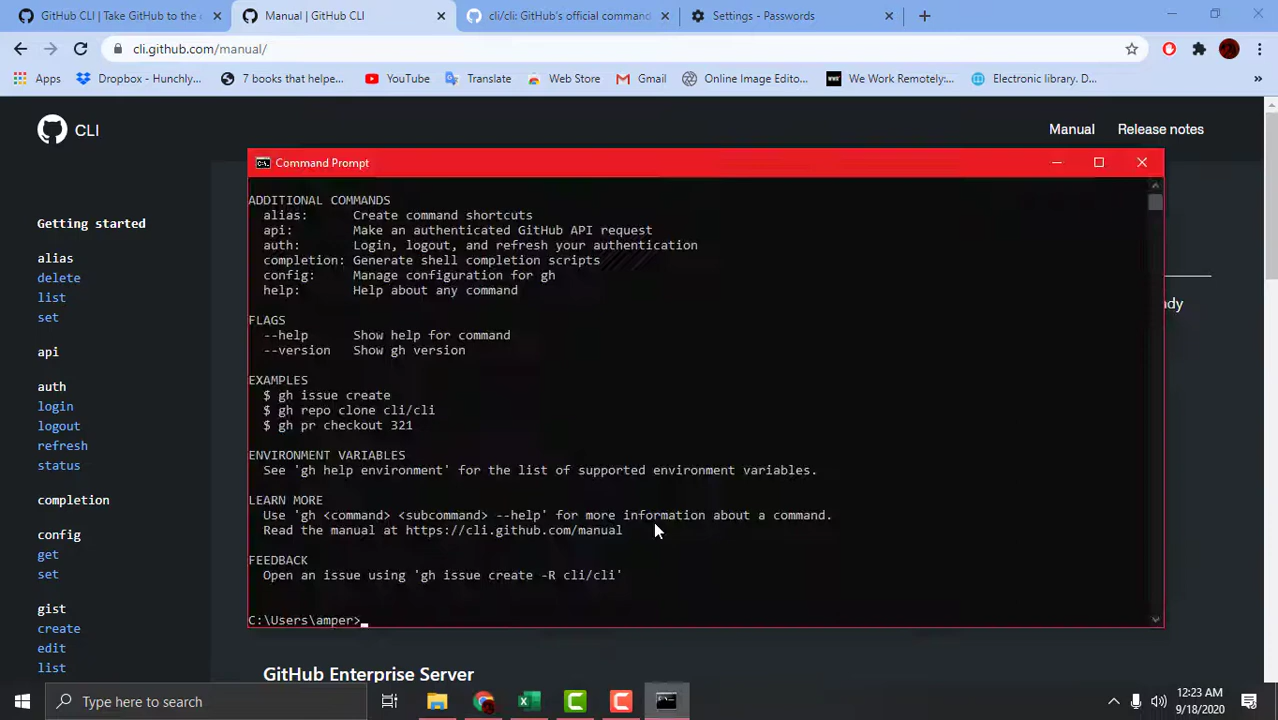 GitHub CLI | Take GitHub to the c
Manual | GitHub CLI
cli/cli: GitHub's official command
Settings - Passwords
cli.github.com/manual/
Apps
Dropbox - Hunchly...
7 books that helpe...
YouTube
Translate
Web Store
Gmail
Online Image Edito...
We Work Remotely:...
Electronic library. D...
»
CLI
Manual
Release notes
Command Prompt
Getting started
alias
delete
list
set
api
auth
login
logout
refresh
status
completion
config
get
set
gist
create
edit
list
ADDITIONAL COMMANDS
alias: Create command shortcuts
api: Make an authenticated GitHub API request
auth: Login, logout, and refresh your authentication
completion: Generate shell completion scripts
config: Manage configuration for gh
help: Help about any command
FLAGS
--help Show help for command
--version Show gh version
EXAMPLES
$ gh issue create
$ gh repo clone cli/cli
$ gh pr checkout 321
ENVIRONMENT VARIABLES
See 'gh help environment' for the list of supported environment variables.
LEARN MORE
Use 'gh <command> <subcommand> --help' for more information about a command.
Read the manual at https://cli.github.com/manual
FEEDBACK
Open an issue using 'gh issue create -R cli/cli'
C:\Users\amper>
ady
GitHub Enterprise Server
Type here to search
12:23 AM
9/18/2020